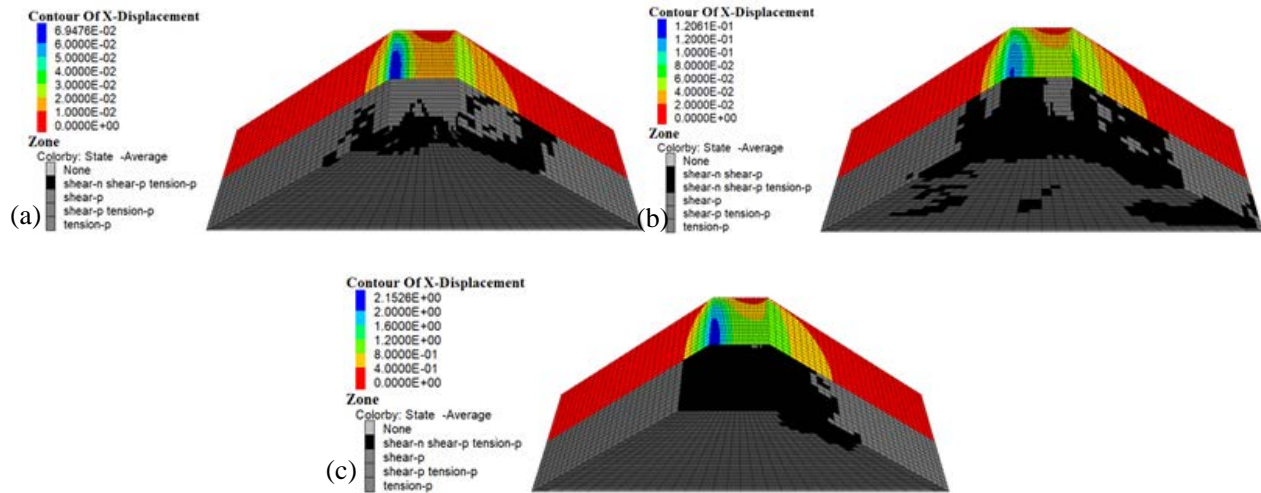 Contour Of X-Displacement
6.9476E-02
6.0000E-02
5.0000E-02
4.0000E-02
3.0000E-02
2.0000E-02
1.0000E-02
0.0000E+00
Zone
Colorby: State -Average
None
shear-n shear-p tension-p
shear-p
shear-p tension-p
tension-p
(a)
Contour Of X-Displacement
1.2061E-01
1.2000E-01
1.0000E-01
8.0000E-02
6.0000E-02
4.0000E-02
2.0000E-02
0.0000E+00
Zone
Colorby: State -Average
None
shear-n shear-p
shear-n shear-p tension-p
shear-p
shear-p tension-p
tension-p
(b)
Contour Of X-Displacement
2.1526E+00
2.0000E+00
1.6000E+00
1.2000E+00
8.0000E-01
4.0000E-01
0.0000E+00
Zone
Colorby: State -Average
None
shear-n shear-p tension-p
shear-p
shear-p tension-p
tension-p
(c)